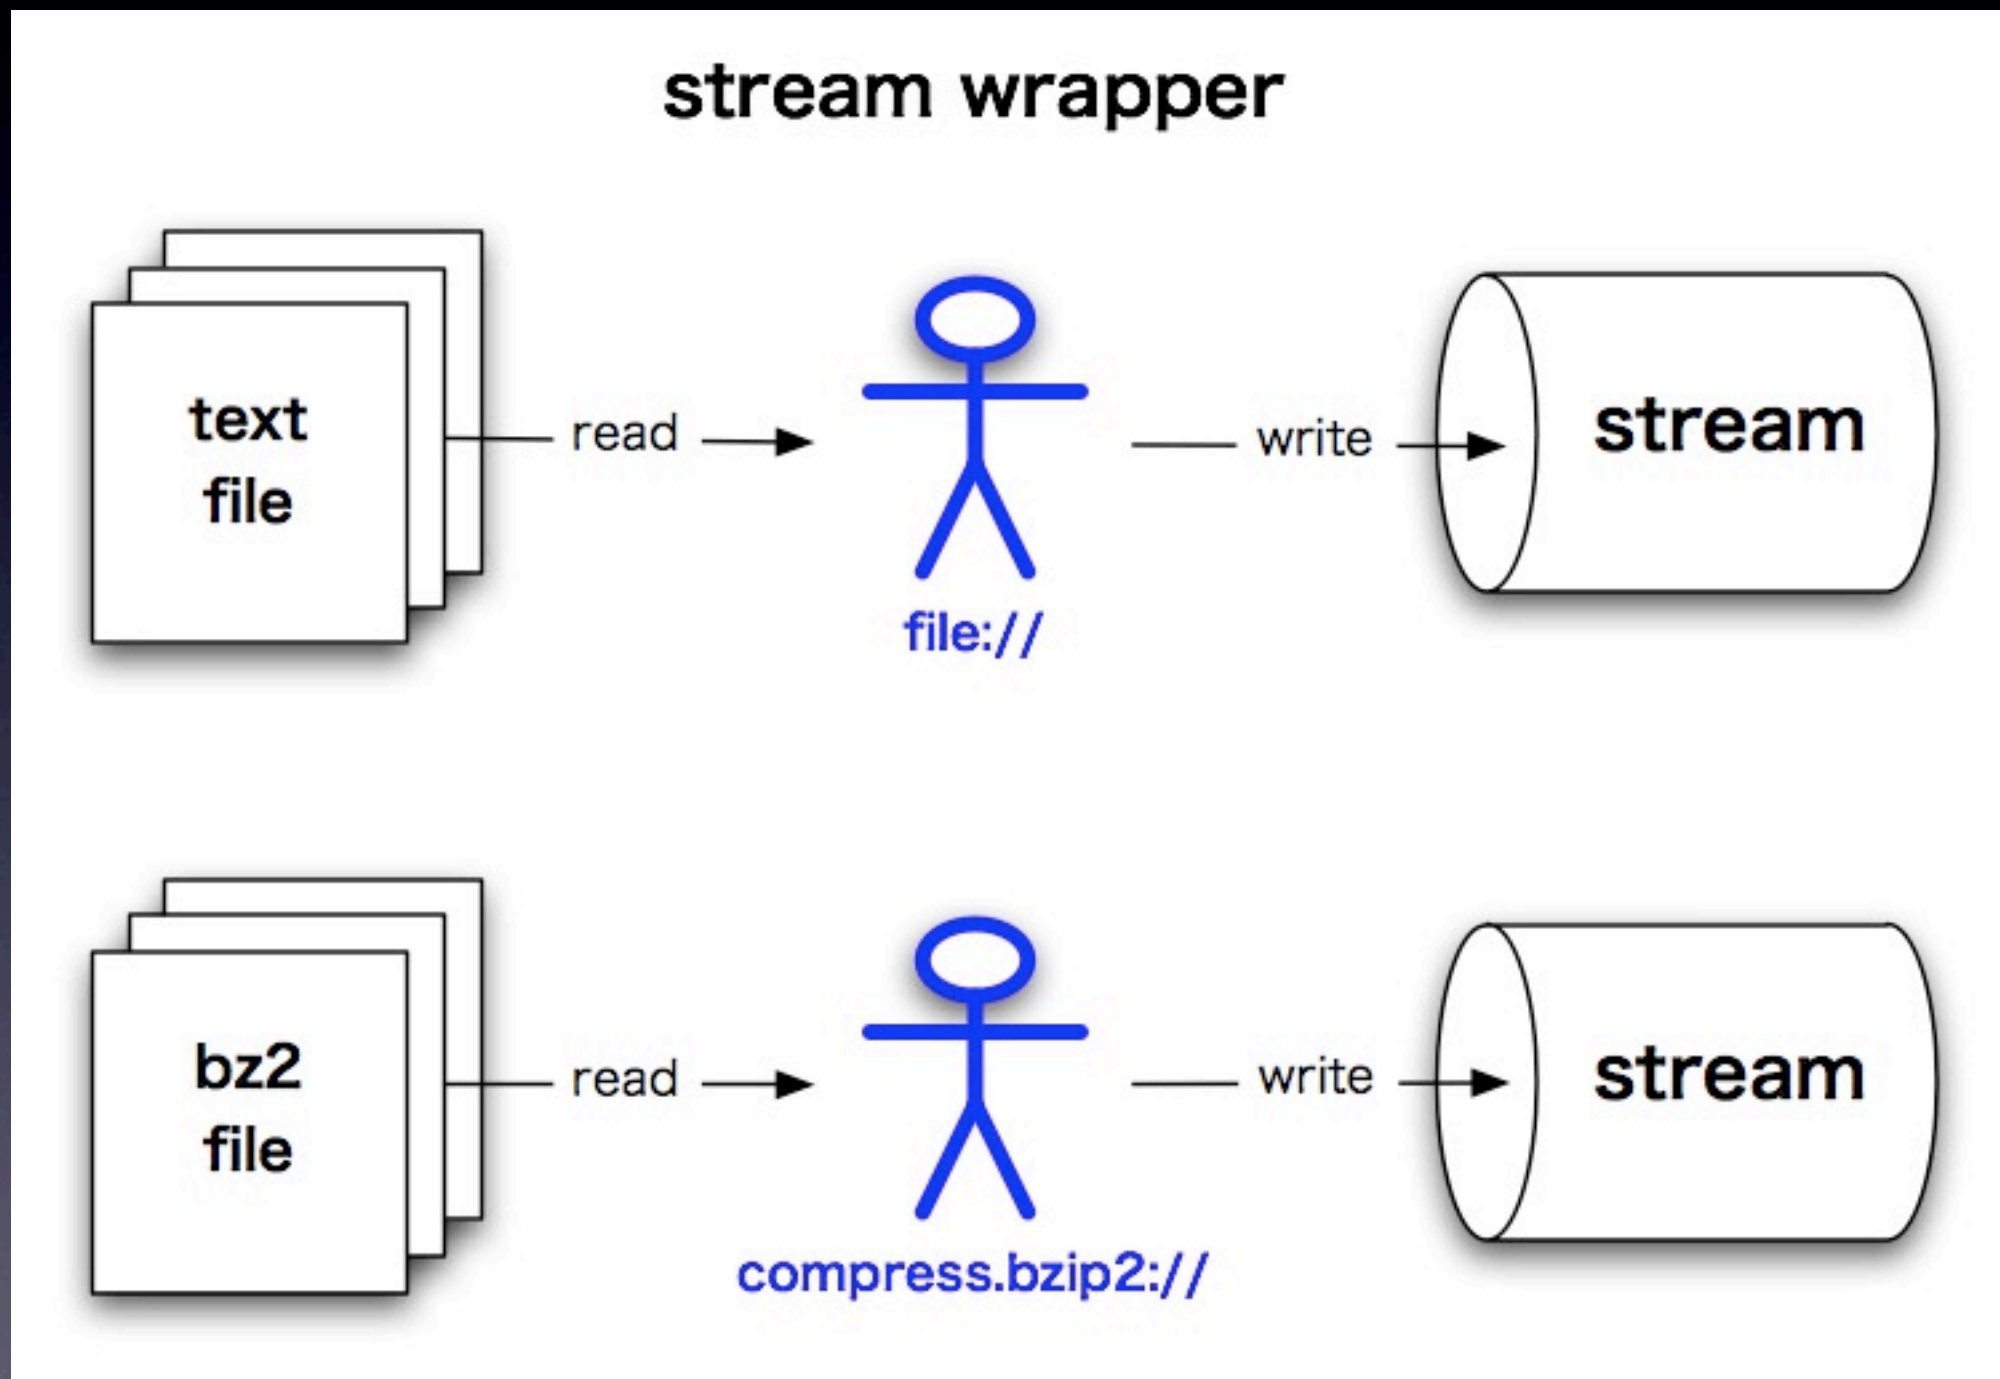 stream wrapper
text
file
read
write
stream
file://
bz2
file
read
write
stream
compress.bzip2://